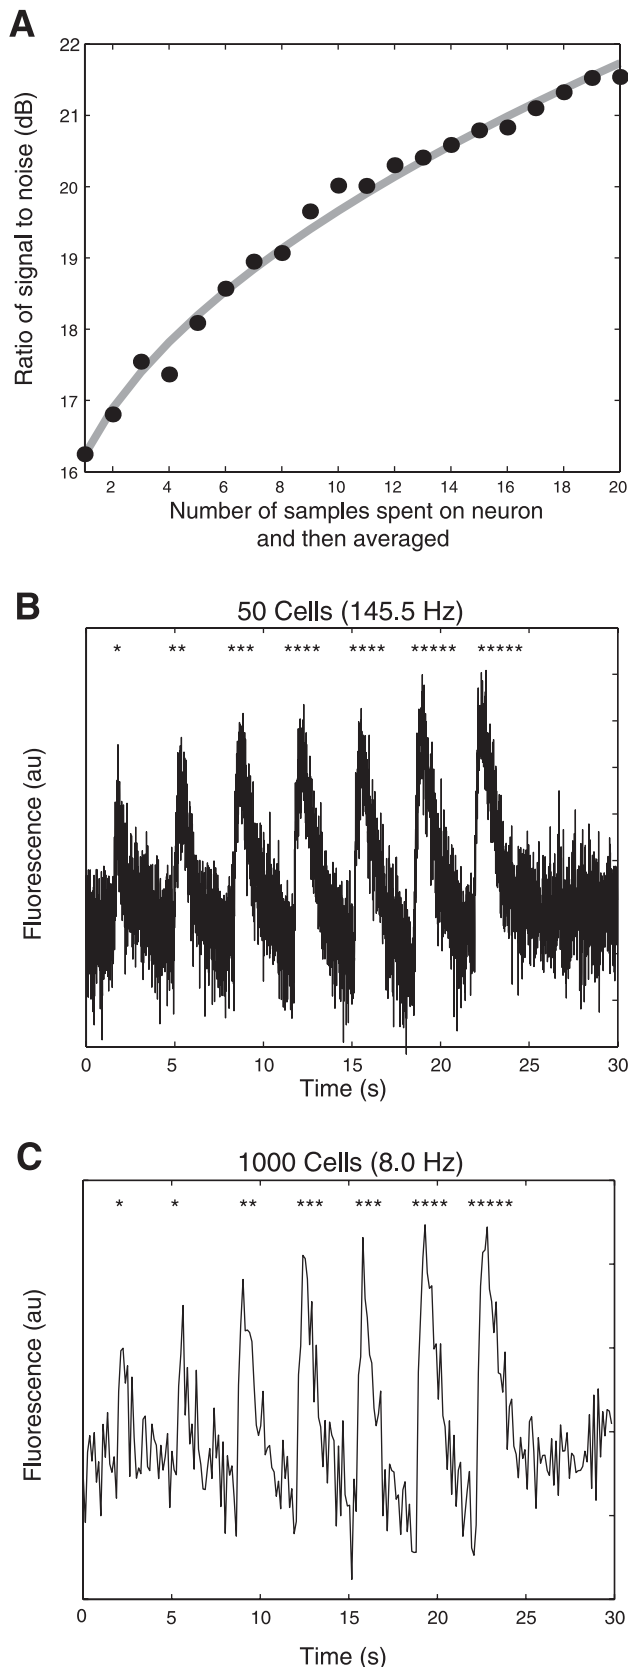 A
22
21
20
19
18
17
16
Ratio of signal to noise (dB)
2 4 6 8 10 12 14 16 18 20
Number of samples spent on neuron
and then averaged
B
50 Cells (145.5 Hz)
* ** *** **** **** ***** *****
Fluorescence (au)
0 5 10 15 20 25 30
Time (s)
C
1000 Cells (8.0 Hz)
* * ** *** *** **** *****
Fluorescence (au)
0 5 10 15 20 25 30
Time (s)